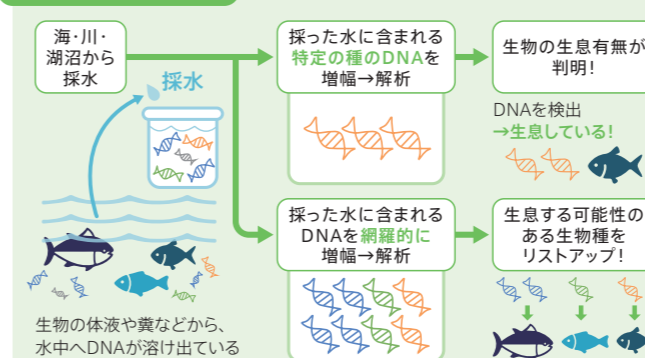 海・川・
湖沼から
採水
採水
生物の体液や糞などから、
水中へDNAが溶け出ている
採った水に含まれる
特定の種のDNAを
増幅→解析
生物の生息有無が
判明!
DNAを検出
→生息している!
採った水に含まれる
DNAを網羅的に
増幅→解析
生息する可能性の
ある生物種を
リストアップ!